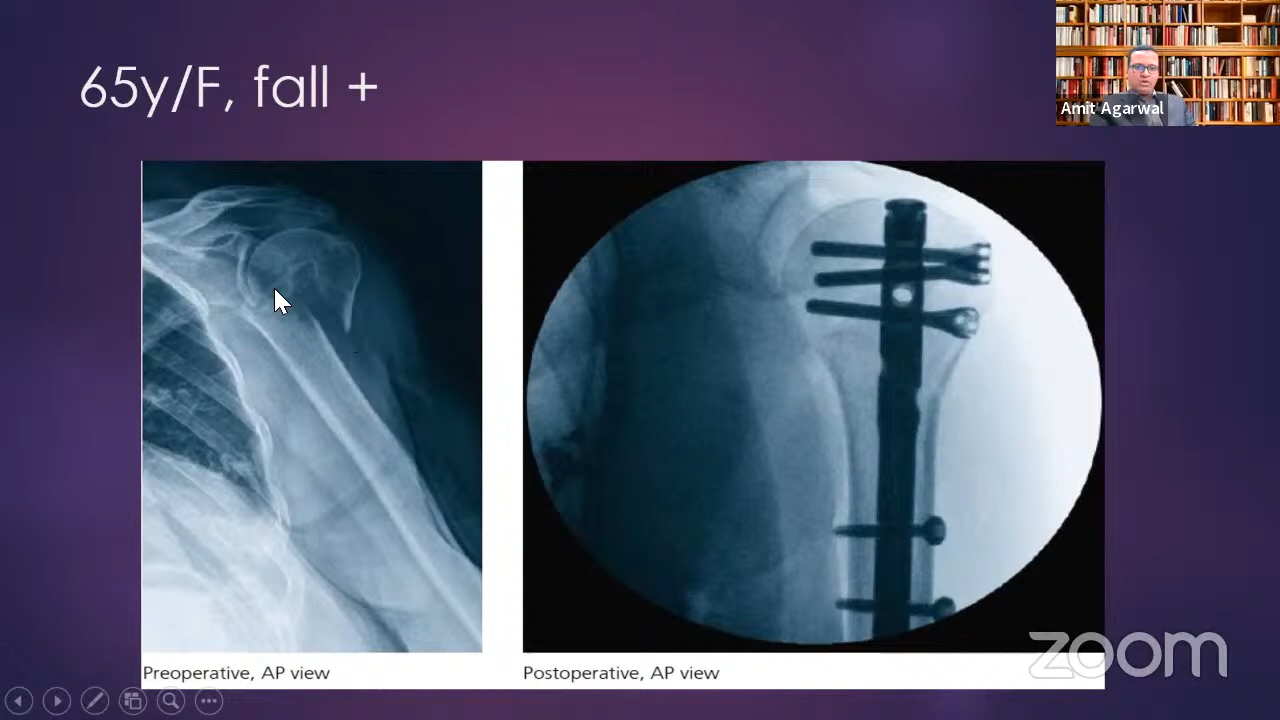 65y/F, fall +
Amit Agarwal
Preoperative, AP view
Postoperative, AP view
zoom